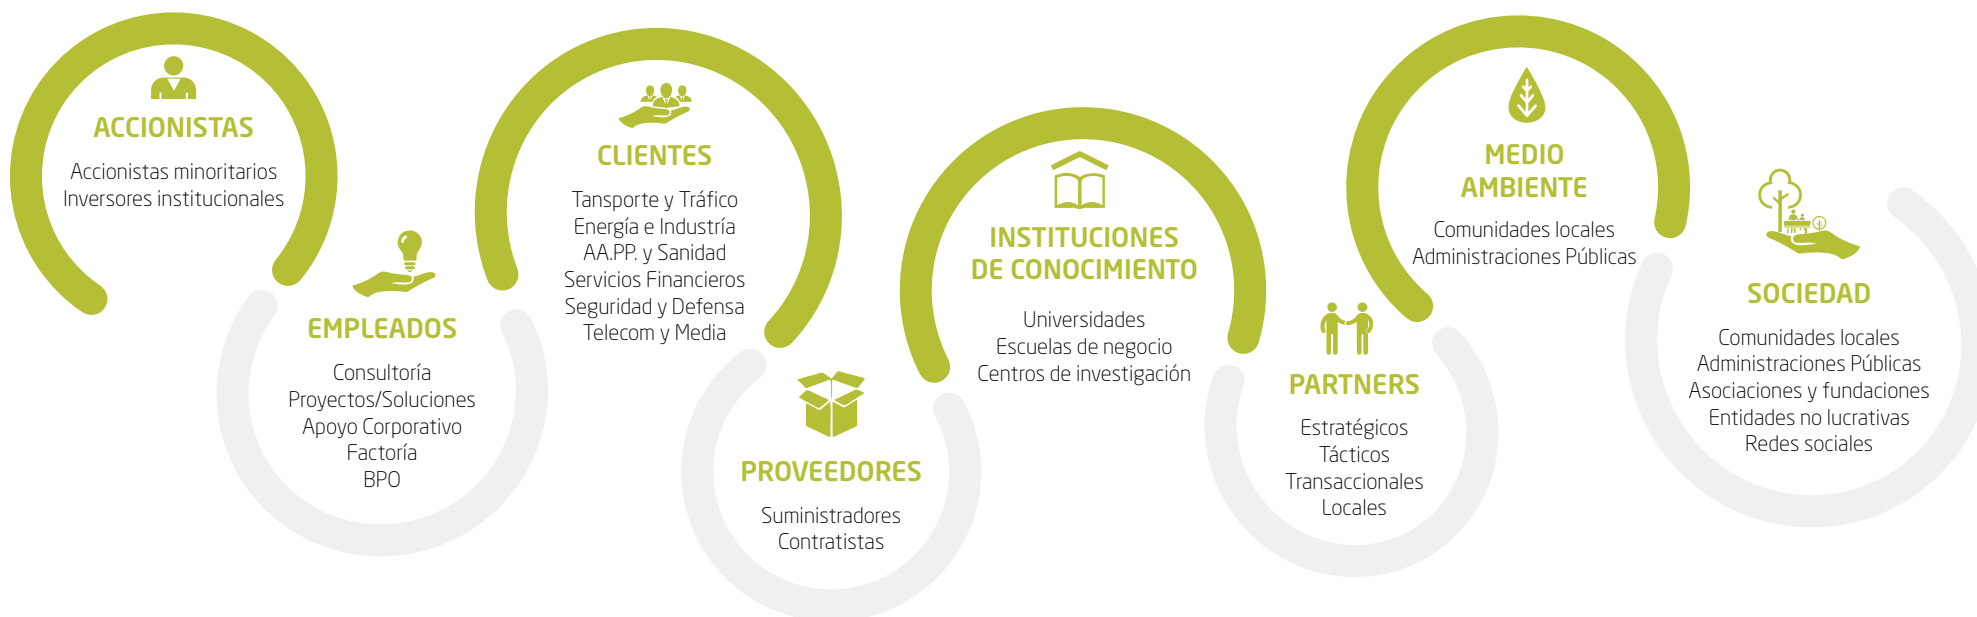 ACCIONISTAS
Accionistas minoritarios
Inversores institucionales
EMPLEADOS
Consultoría
Proyectos/Soluciones
Apoyo Corporativo
Factoría
BPO
CLIENTES
Tansporte y Tráfico
Energía e Industría
AA.PP. y Sanidad
Servicios Financieros
Seguridad y Defensa
Telecom y Media
PROVEEDORES
Suministradores
Contratistas
INSTITUCIONES
DE CONOCIMIENTO
Universidades
Escuelas de negocio
Centros de investigación
PARTNERS
Estratégicos
Tácticos
Transaccionales
Locales
MEDIO
AMBIENTE
Comunidades locales
Administraciones Públicas
SOCIEDAD
Comunidades locales
Administraciones Públicas
Asociaciones y fundaciones
Entidades no lucrativas
Redes sociales